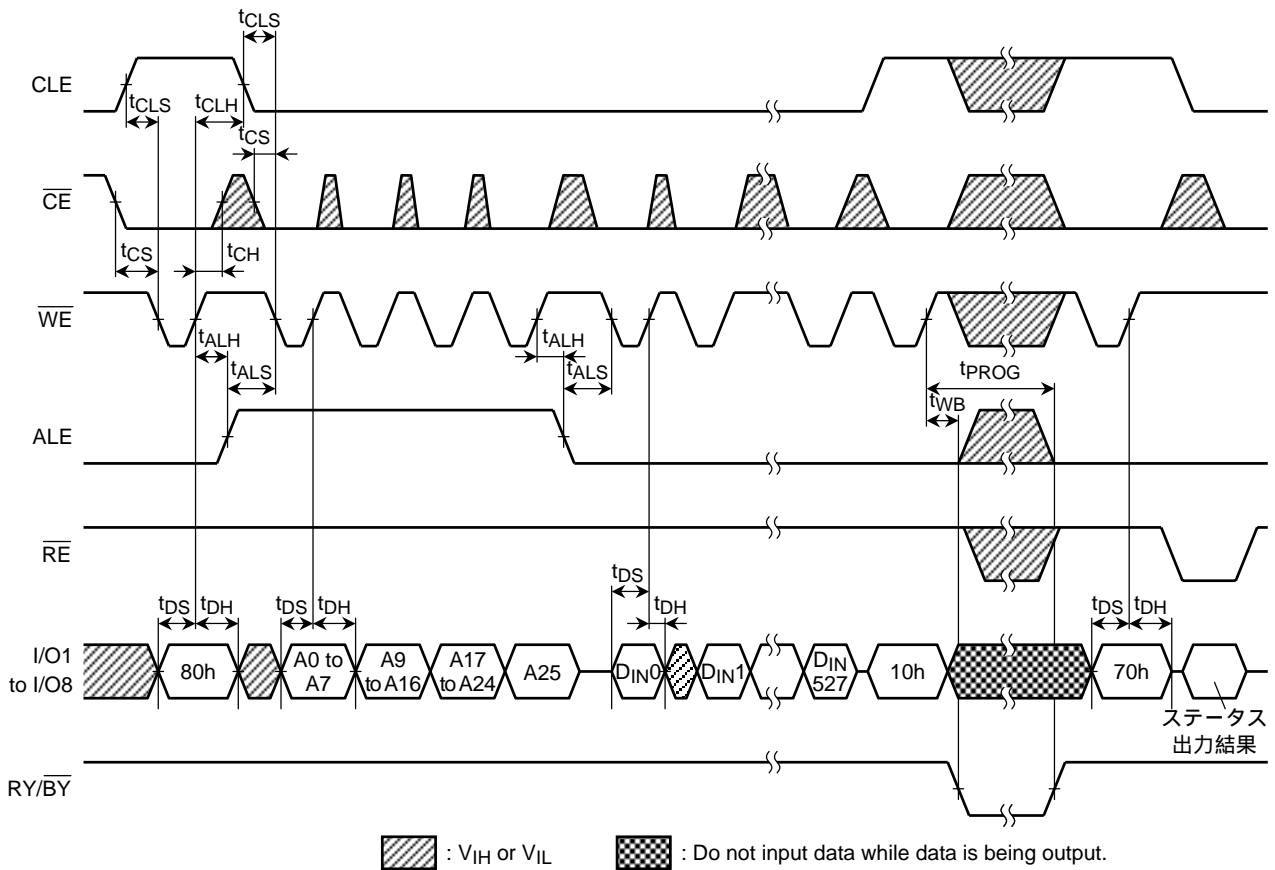 tCLS
CLE
tCLS
tCLH
tCS
CE
tCS
tCH
WE
tALH
tALS
tALH
tALS
tPROG
tWB
ALE
RE
tDS
tDH
tDS
tDH
tDS
tDH
tDS
tDH
I/O1
to I/O8
80h
A0 to
A7
A9
to A16
A17
to A24
A25
DIN0
DIN1
DIN
527
10h
70h
ステータス
出力結果
RY/BY
: VIH or VIL
: Do not input data while data is being output.